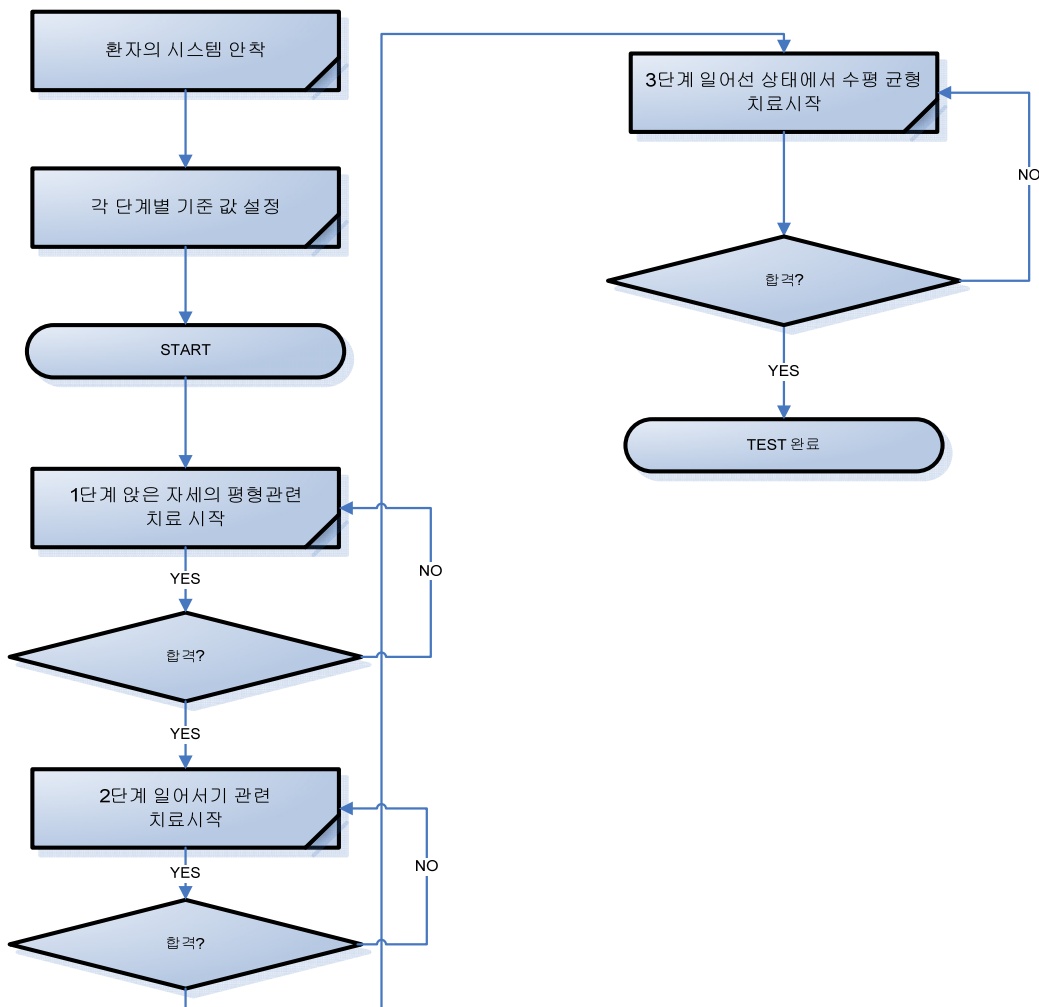 환자의 시스템 안착
각 단계별 기준 값 설정
START
1단계 앉은 자세의 평형관련
치료 시작
YES
NO
합격?
YES
2단계 일어서기 관련
치료시작
YES
NO
합격?
3단계 일어선 상태에서 수평 균형
치료시작
NO
합격?
YES
TEST 완료